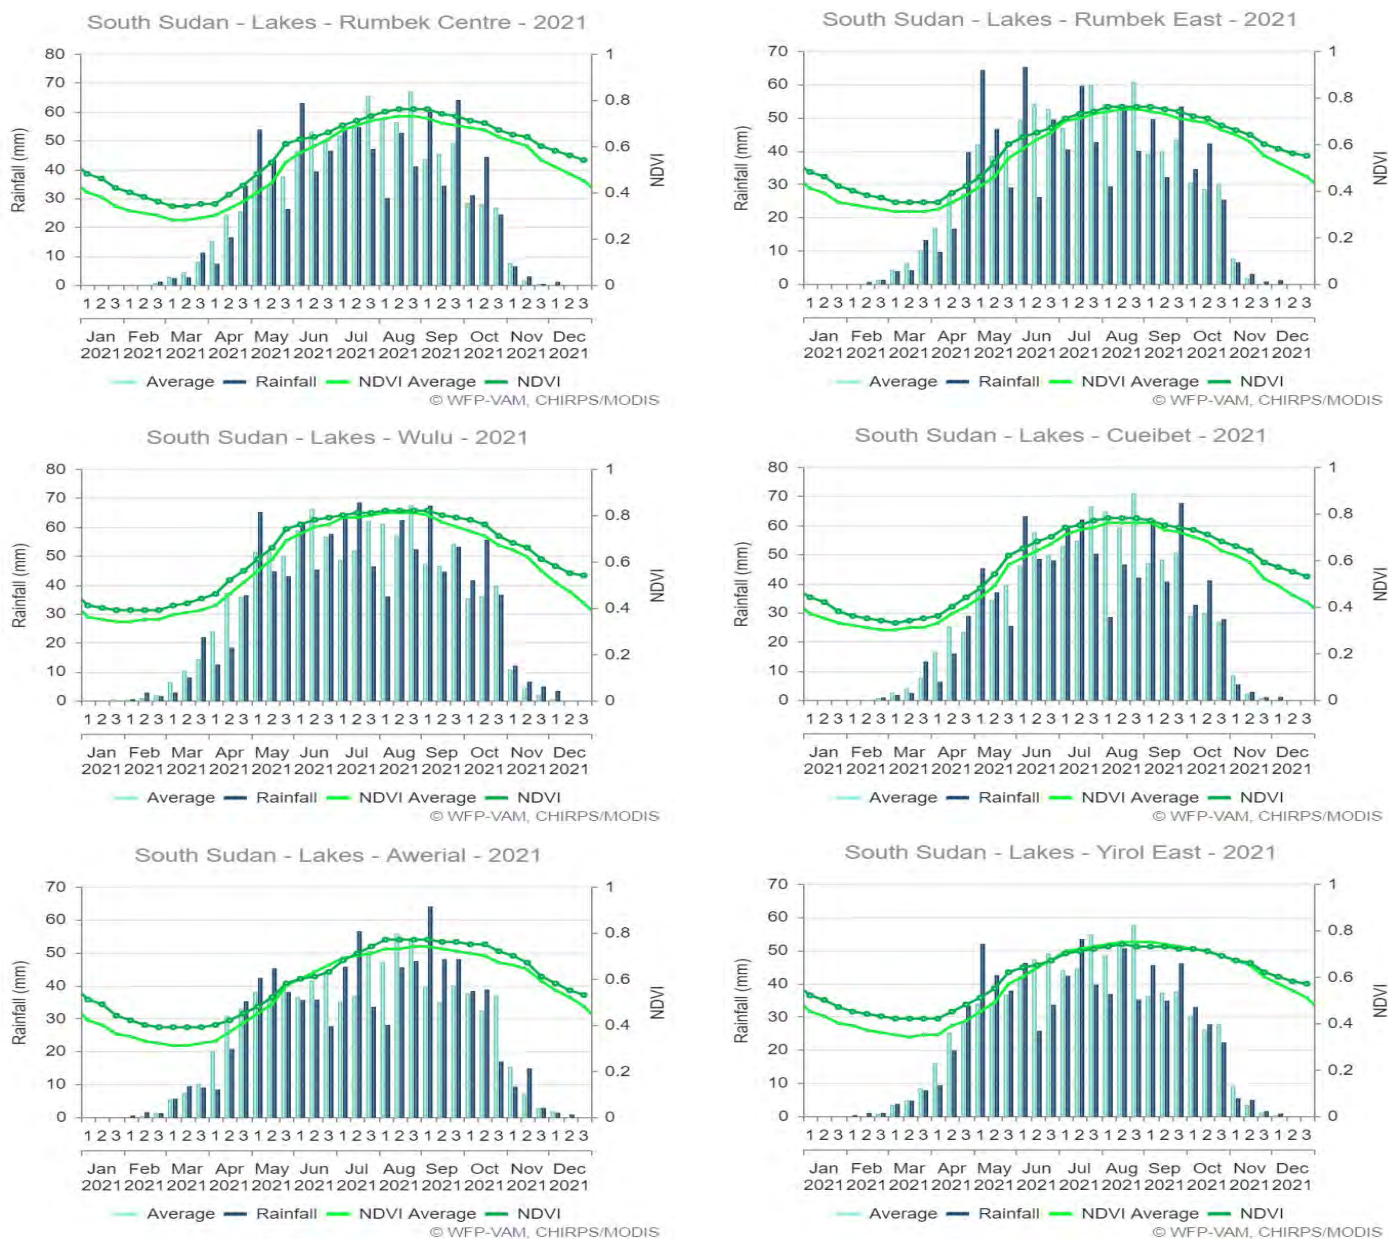 South Sudan - Lakes - Rumbek Centre - 2021
80
70
60
50
40
30
20
10
0
Rainfall (mm)
1
0.8
0.6
0.4
0.2
0
NDVI
1 2 3 1 2 3 1 2 3 1 2 3 1 2 3 1 2 3 1 2 3 1 2 3 1 2 3 1 2 3 1 2 3 1 2 3
Jan Feb Mar Apr May Jun Jul Aug Sep Oct Nov Dec
2021 2021 2021 2021 2021 2021 2021 2021 2021 2021 2021 2021
Average Rainfall NDVI Average NDVI
© WFP-VAM, CHIRPS/MODIS
South Sudan - Lakes - Rumbek East - 2021
70
60
50
40
30
20
10
0
Rainfall (mm)
1
0.8
0.6
0.4
0.2
0
NDVI
1 2 3 1 2 3 1 2 3 1 2 3 1 2 3 1 2 3 1 2 3 1 2 3 1 2 3 1 2 3 1 2 3 1 2 3
Jan Feb Mar Apr May Jun Jul Aug Sep Oct Nov Dec
2021 2021 2021 2021 2021 2021 2021 2021 2021 2021 2021 2021
Average Rainfall NDVI Average NDVI
© WFP-VAM, CHIRPS/MODIS
South Sudan - Lakes - Wulu - 2021
80
70
60
50
40
30
20
10
0
Rainfall (mm)
1
0.8
0.6
0.4
0.2
0
NDVI
1 2 3 1 2 3 1 2 3 1 2 3 1 2 3 1 2 3 1 2 3 1 2 3 1 2 3 1 2 3 1 2 3 1 2 3
Jan Feb Mar Apr May Jun Jul Aug Sep Oct Nov Dec
2021 2021 2021 2021 2021 2021 2021 2021 2021 2021 2021 2021
Average Rainfall NDVI Average NDVI
© WFP-VAM, CHIRPS/MODIS
South Sudan - Lakes - Cueibet - 2021
80
70
60
50
40
30
20
10
0
Rainfall (mm)
1
0.8
0.6
0.4
0.2
0
NDVI
1 2 3 1 2 3 1 2 3 1 2 3 1 2 3 1 2 3 1 2 3 1 2 3 1 2 3 1 2 3 1 2 3 1 2 3
Jan Feb Mar Apr May Jun Jul Aug Sep Oct Nov Dec
2021 2021 2021 2021 2021 2021 2021 2021 2021 2021 2021 2021
Average Rainfall NDVI Average NDVI
© WFP-VAM, CHIRPS/MODIS
South Sudan - Lakes - Awerial - 2021
70
60
50
40
30
20
10
0
Rainfall (mm)
1
0.8
0.6
0.4
0.2
0
NDVI
1 2 3 1 2 3 1 2 3 1 2 3 1 2 3 1 2 3 1 2 3 1 2 3 1 2 3 1 2 3 1 2 3 1 2 3
Jan Feb Mar Apr May Jun Jul Aug Sep Oct Nov Dec
2021 2021 2021 2021 2021 2021 2021 2021 2021 2021 2021 2021
Average Rainfall NDVI Average NDVI
© WFP-VAM, CHIRPS/MODIS
South Sudan - Lakes - Yirol East - 2021
70
60
50
40
30
20
10
0
Rainfall (mm)
1
0.8
0.6
0.4
0.2
0
NDVI
1 2 3 1 2 3 1 2 3 1 2 3 1 2 3 1 2 3 1 2 3 1 2 3 1 2 3 1 2 3 1 2 3 1 2 3
Jan Feb Mar Apr May Jun Jul Aug Sep Oct Nov Dec
2021 2021 2021 2021 2021 2021 2021 2021 2021 2021 2021 2021
Average Rainfall NDVI Average NDVI
© WFP-VAM, CHIRPS/MODIS